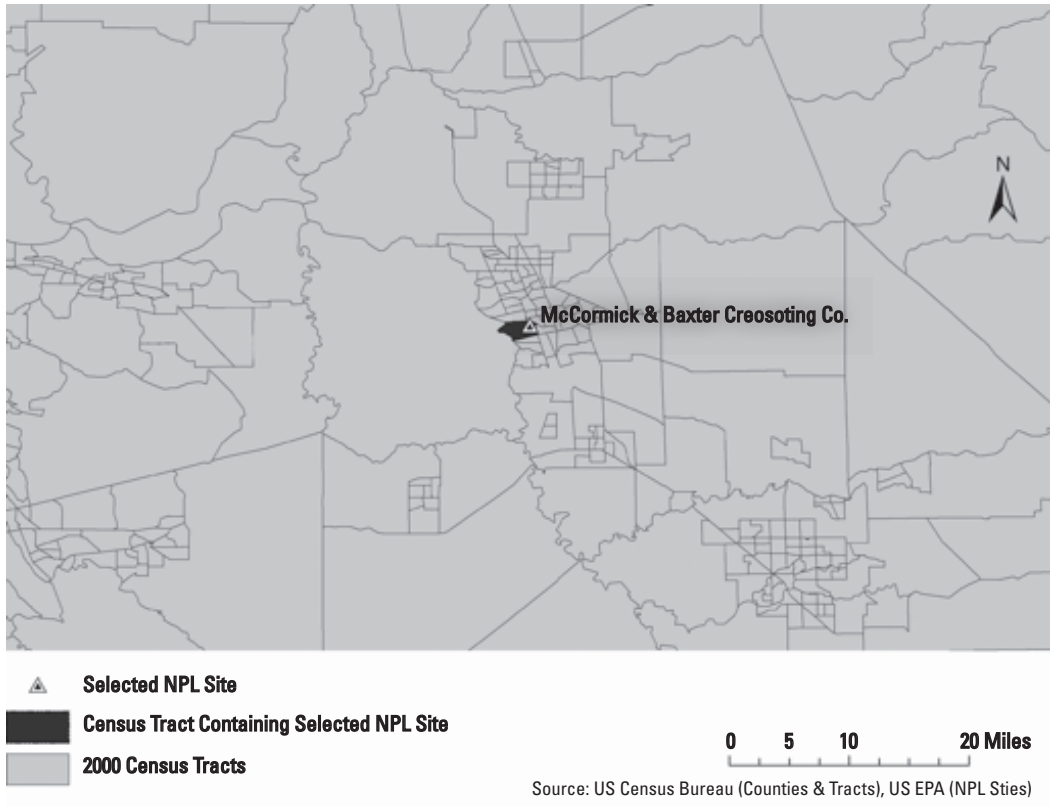 N
McCormick & Baxter Creosoting Co.
Selected NPL Site
Census Tract Containing Selected NPL Site
2000 Census Tracts
0 5 10 20 Miles
Source: US Census Bureau (Counties & Tracts), US EPA (NPL Sties)